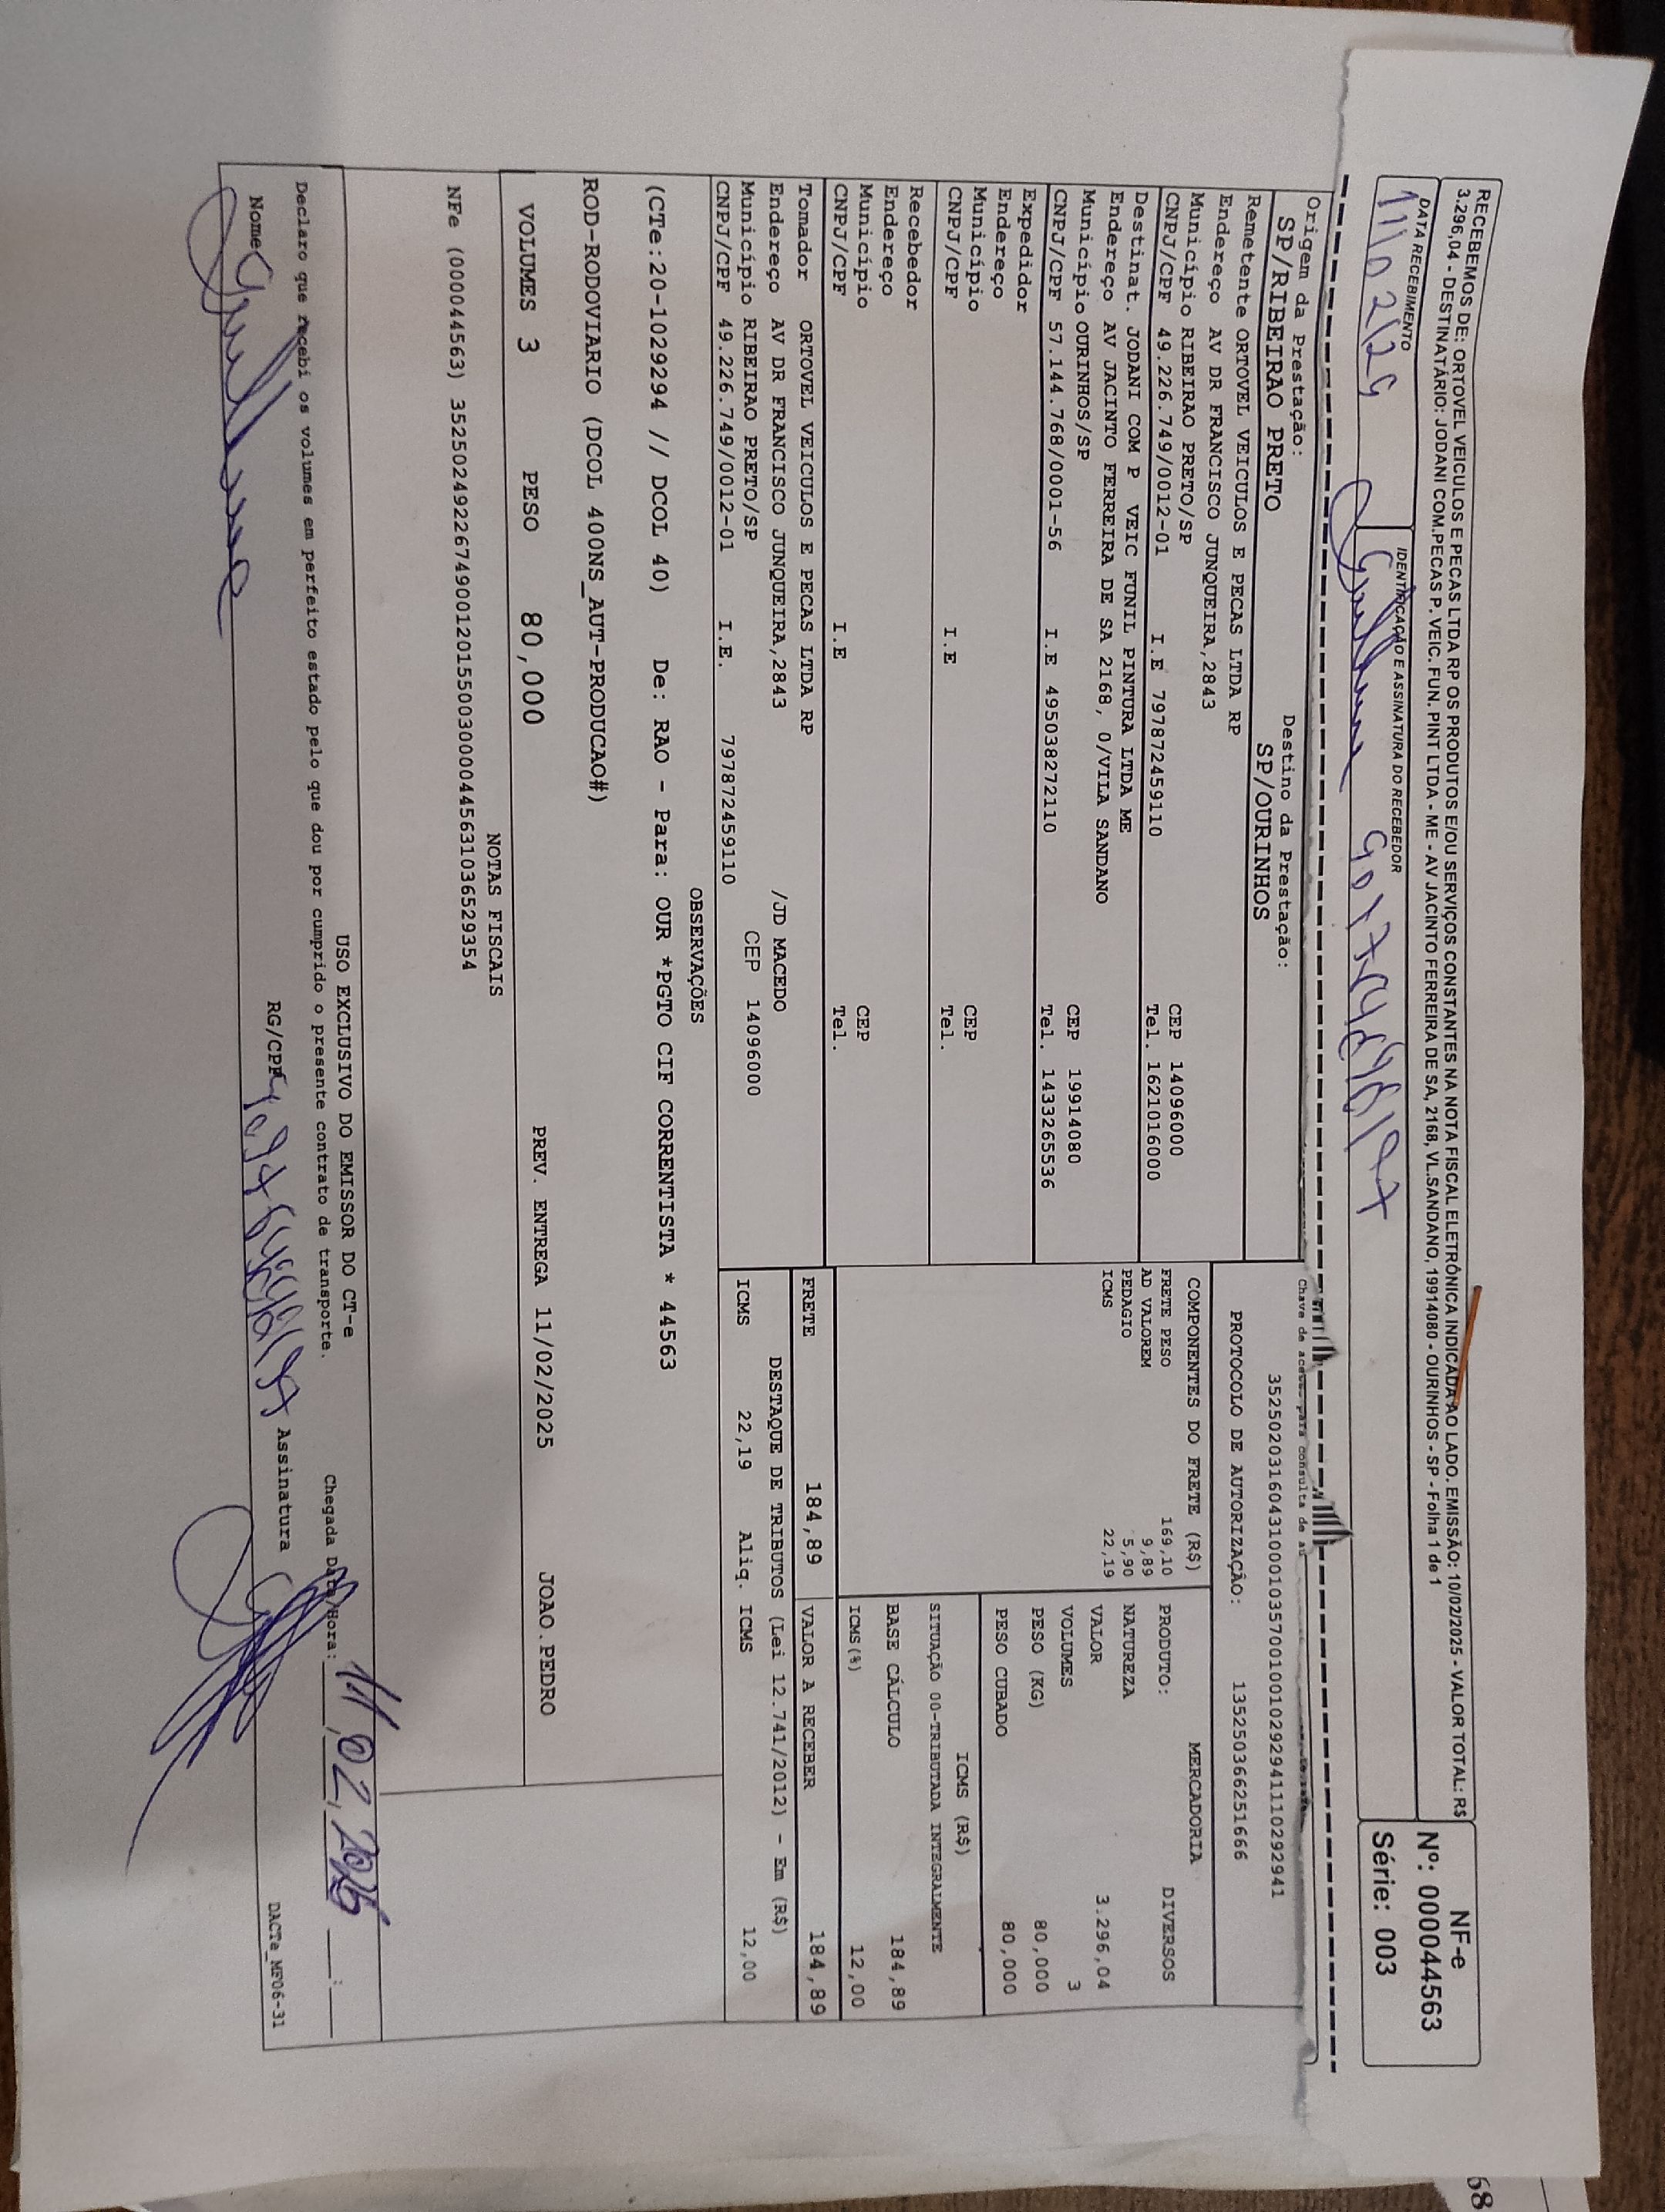 RECEBEMOS DE: ORTOVEL VEICULOS E PECAS LTDA RP OS PRODUTOS E/OU SERVIÇOS CONSTANTES NA NOTA FISCAL ELETRÔNICA INDICADA AO LADO. EMISSÃO: 10/02/2025 - VALOR TOTAL: R$
3.296,04 - DESTINATÁRIO: JODANI COM.PECAS P. VEIC. FUN. PINT LTDA - ME - AV JACINTO FERREIRA DE SA, 2168, VL.SANDANO, 19914080 - OURINHOS - SP - Folha 1 de 1
DATA RECEBIMENTO
IDENTIFICAÇÃO E ASSINATURA DO RECEBEDOR
NF-e
Nº: 000044563
Série: 003
Origem da Prestação:
SP/RIBEIRAO PRETO
Destino da Prestação:
SP/OURINHOS
Chave de acesso para consulta de
35250203160431000103570010010292941110292941
PROTOCOLO DE AUTORIZAÇÃO: 135250366251666
Remetente ORTOVEL VEICULOS E PECAS LTDA RP
Endereço AV DR FRANCISCO JUNQUEIRA,2843
Município RIBEIRAO PRETO/SP CEP 14096000
CNPJ/CPF 49.226.749/0012-01 I.E 797872459110 Tel. 1621016000
Destinat. JODANI COM P VEIC FUNIL PINTURA LTDA ME
Endereço AV JACINTO FERREIRA DE SA 2168, 0/VILA SANDANO
Município OURINHOS/SP CEP 19914080
CNPJ/CPF 57.144.768/0001-56 I.E 495038272110 Tel. 1433265536
Expedidor
Endereço
Município CEP
CNPJ/CPF I.E Tel.
Recebedor
Endereço
Município CEP
CNPJ/CPF I.E Tel.
Tomador ORTOVEL VEICULOS E PECAS LTDA RP
Endereço AV DR FRANCISCO JUNQUEIRA,2843 /JD MACEDO
Município RIBEIRAO PRETO/SP CEP 14096000
CNPJ/CPF 49.226.749/0012-01 I.E. 797872459110
COMPONENTES DO FRETE (R$)
FRETE PESO 169,10
AD VALOREM 9,89
PEDAGIO 5,90
ICMS 22,19
MERCADORIA
PRODUTO: DIVERSOS
NATUREZA
VALOR 3.296,04
VOLUMES 3
PESO (KG) 80,000
PESO CUBADO 80,000
ICMS (R$)
SITUAÇÃO 00-TRIBUTADA INTEGRALMENTE
BASE CÁLCULO 184,89
ICMS(%) 12,00
FRETE 184,89 VALOR A RECEBER 184,89
DESTAQUE DE TRIBUTOS (Lei 12.741/2012) - Em (R$)
ICMS 22,19 Aliq. ICMS 12,00
OBSERVAÇÕES
(CTe:20-1029294 // DCOL 40) De: RAO - Para: OUR *PGTO CIF CORRENTISTA * 44563
ROD-RODOVIARIO (DCOL 400NS_AUT-PRODUCAO#)
VOLUMES 3 PESO 80,000 PREV. ENTREGA 11/02/2025 JOAO.PEDRO
NOTAS FISCAIS
NFe (000044563) 35250249226749001201550030000445631036529354
USO EXCLUSIVO DO EMISSOR DO CT-e
Declaro que recebi os volumes em perfeito estado pelo que dou por cumprido o presente contrato de transporte.
Chegada Data/Hora: 11/02/2025
Nome RG/CPF Assinatura
DACTe_MF06-31